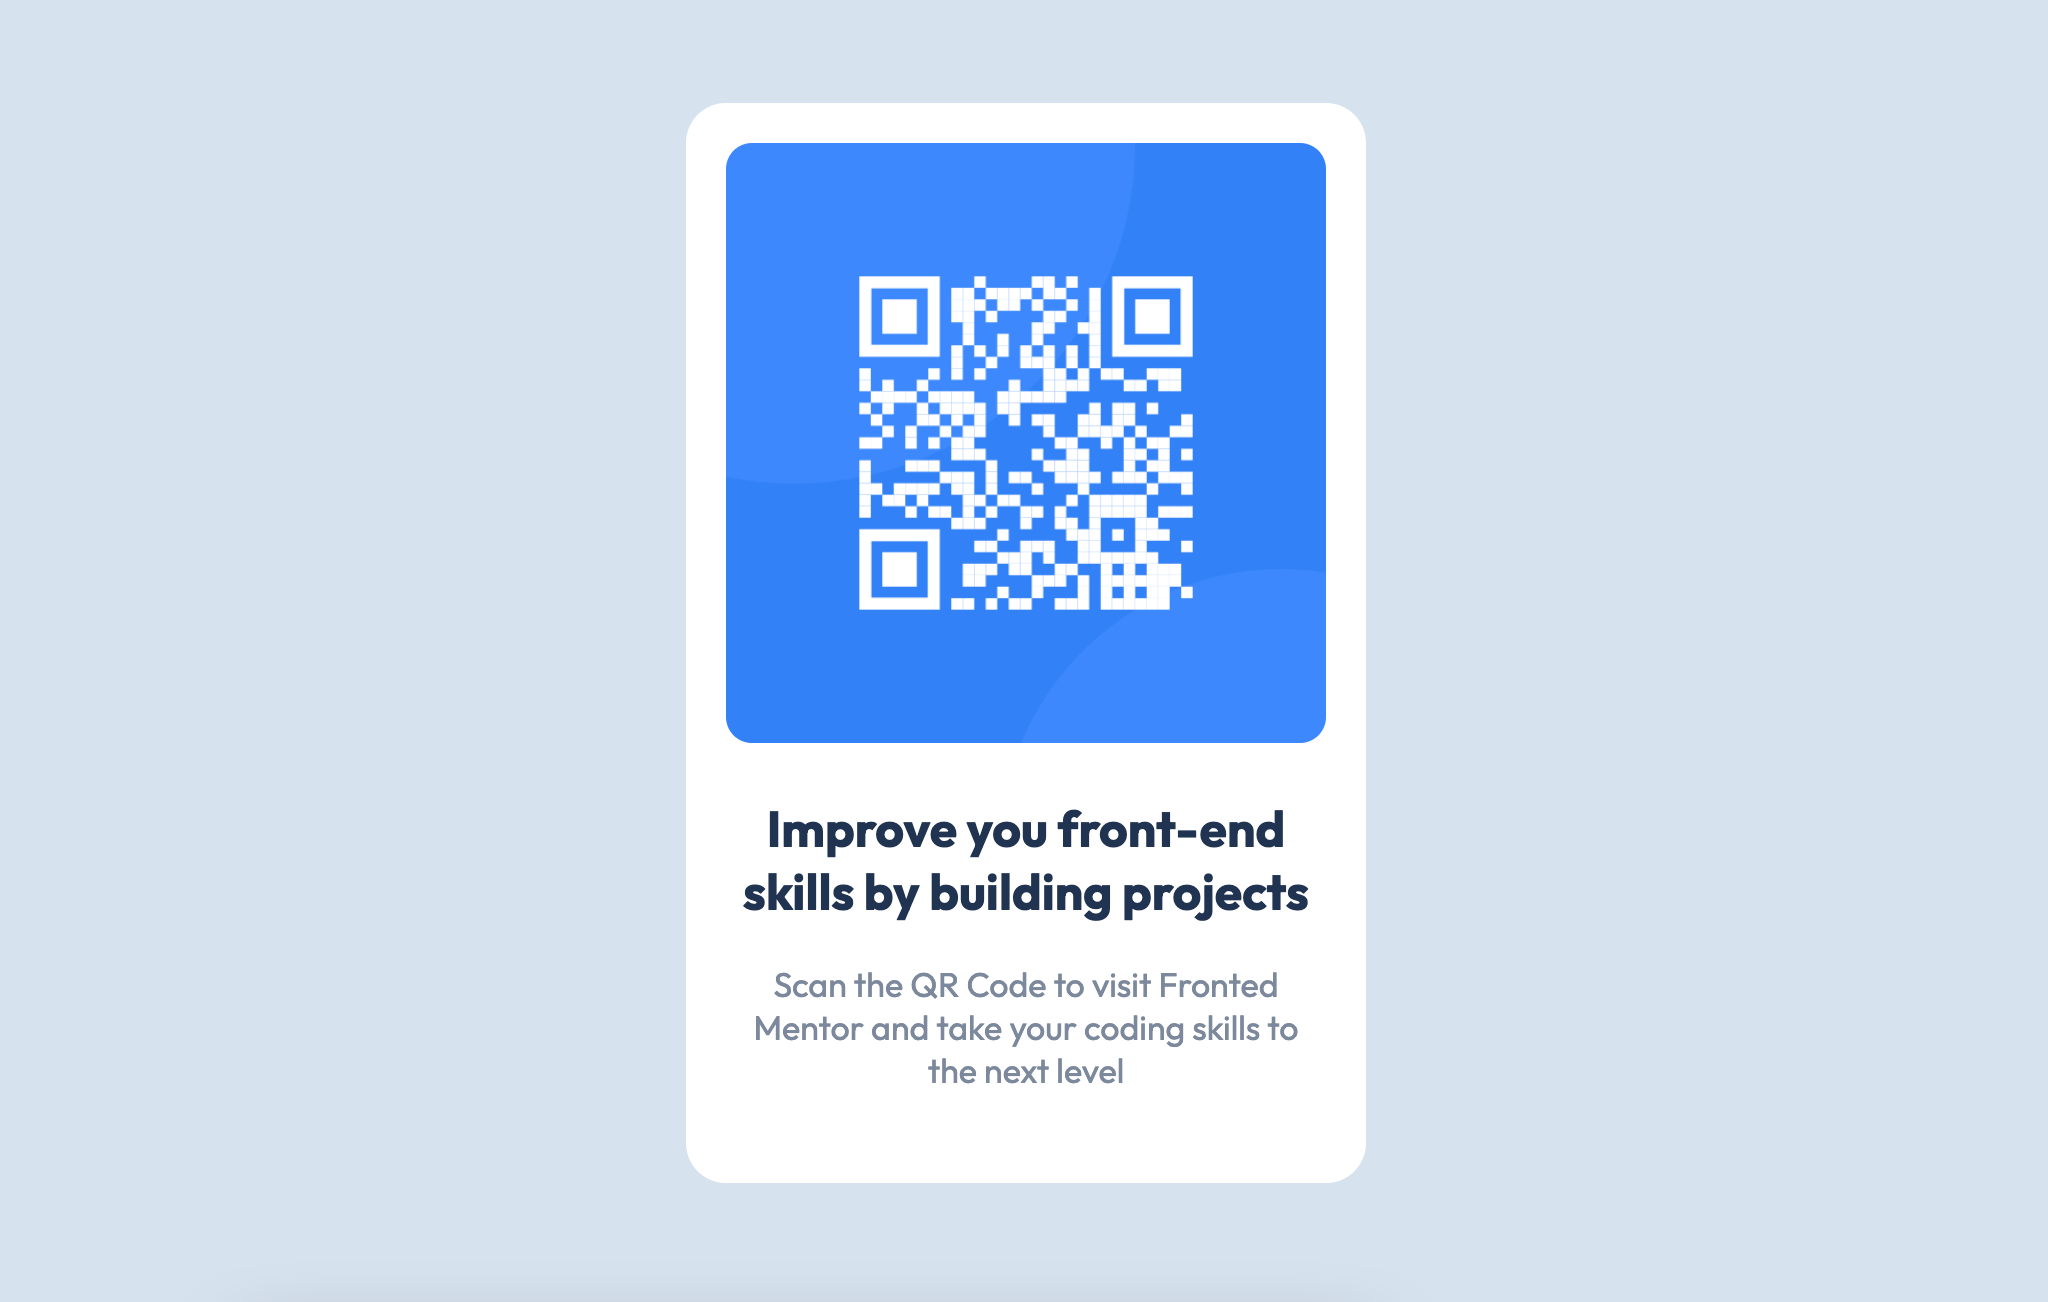 Improve you front-end
skills by building projects
Scan the QR Code to visit Fronted
Mentor and take your coding skills to
the next level